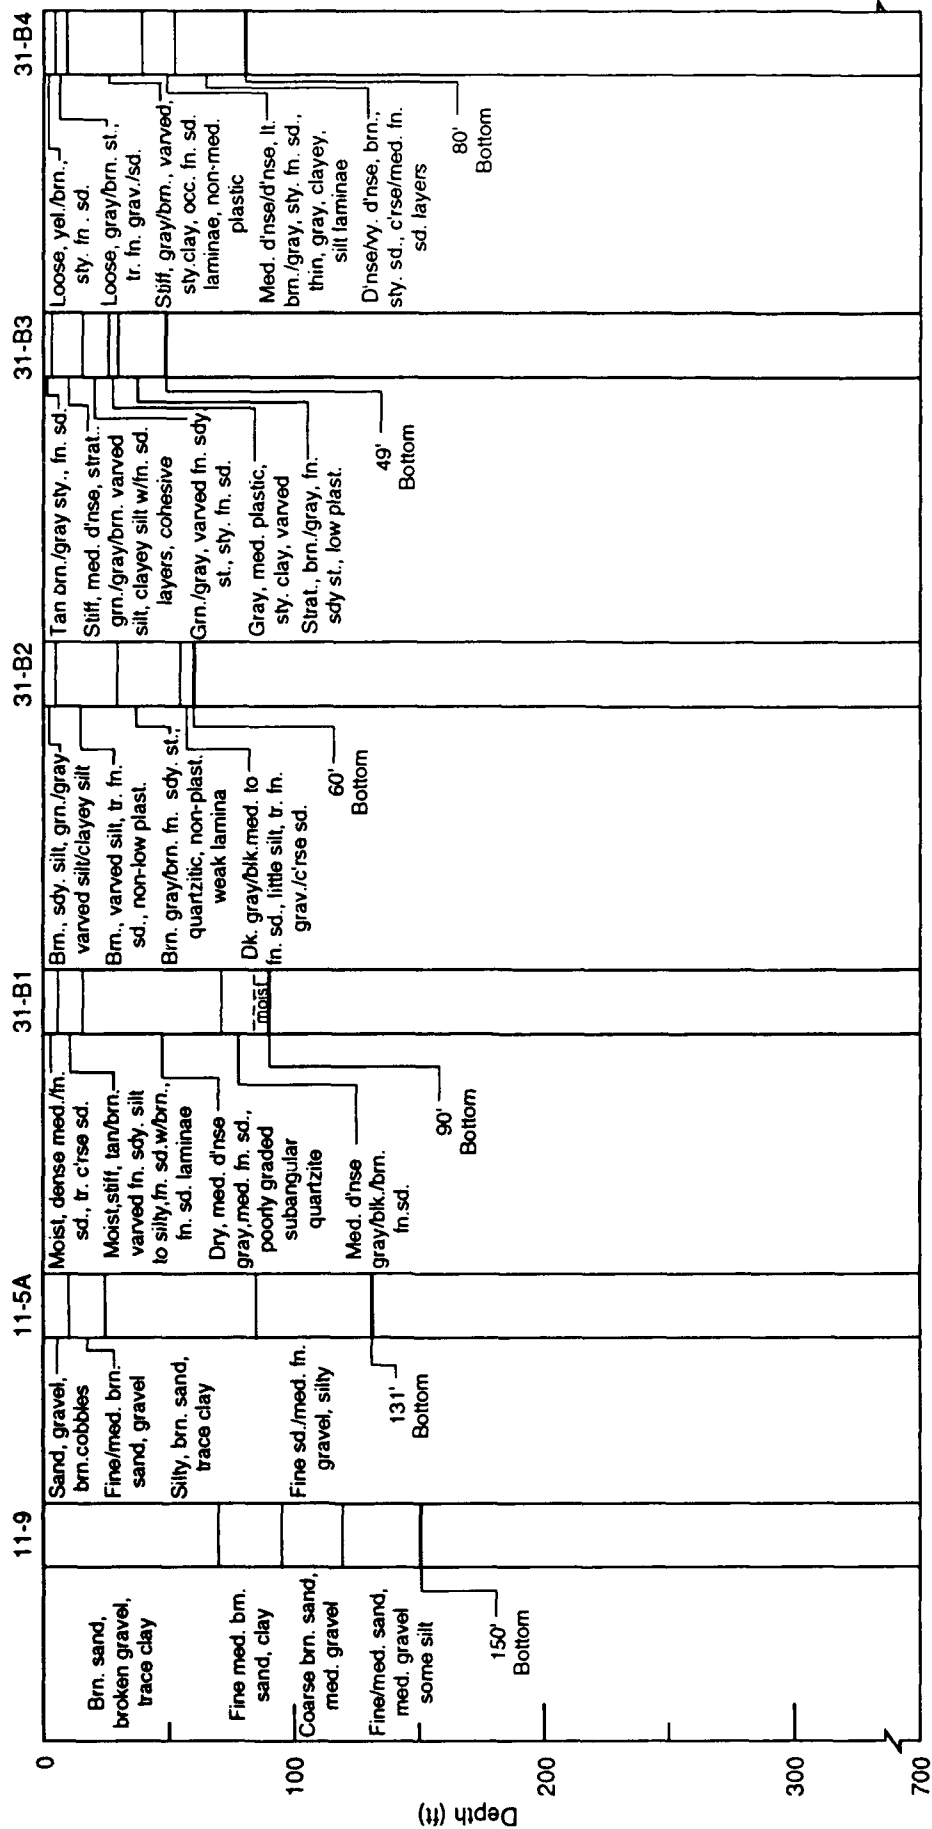 11-9
11-5A
31-B1
31-B2
31-B3
31-B4
Depth (ft)
0
100
200
300
700
Brn. sand,
broken gravel,
trace clay
Fine med. brn.
sand, clay
Coarse brn. sand,
med. gravel
Fine/med. sand,
med. gravel
some silt
150'
Bottom
Sand, gravel,
brn.cobbles
Fine/med. brn.
sand, gravel
Silty, brn. sand,
trace clay
Fine sd./med. fn.
gravel, silty
131'
Bottom
Moist, dense med./fn.
sd., tr. c'rse sd.
Moist,stiff, tan/brn.
varved fn. sdy. silt
to silty,fn. sd.w/brn.,
fn. sd. laminae
Dry, med. d'nse
gray,med. fn. sd.,
poorly graded
subangular
quartzite
Med. d'nse
gray/blk./brn.
fn.sd.
moist
90'
Bottom
Brn., sdy. silt, grn./gray
varved silt/clayey silt
Brn., varved silt, tr. fn.
sd., non-low plast.
Brn. gray/brn. fn. sdy. st.,
quartzitic, non-plast.
weak lamina
Dk. gray/blk.med. to
fn. sd., little silt, tr. fn.
grav./c'rse sd.
60'
Bottom
Tan brn./gray sty., fn. sd.
Stiff, med. d'nse, strat..
grn./gray/brn. varved
silt, clayey silt w/fn. sd.
layers, cohesive
Grn./gray, varved fn. sdy.
st., sty. fn. sd.
Gray, med. plastic,
sty. clay, varved
Strat., brn./gray, fn.
sdy st., low plast.
49'
Bottom
Loose, yel./brn.,
sty. fn . sd.
Loose, gray/brn. st.,
tr. fn. grav./sd.
Stiff, gray/brn., varved,
sty.clay, occ. fn. sd.
laminae, non-med.
plastic
Med. d'nse/d'nse, lt.
brn./gray, sty. fn. sd.,
thin, gray, clayey,
silt laminae
D'nse/vy. d'nse, brn.,
sty. sd., c'rse/med. fn.
sd. layers
80'
Bottom